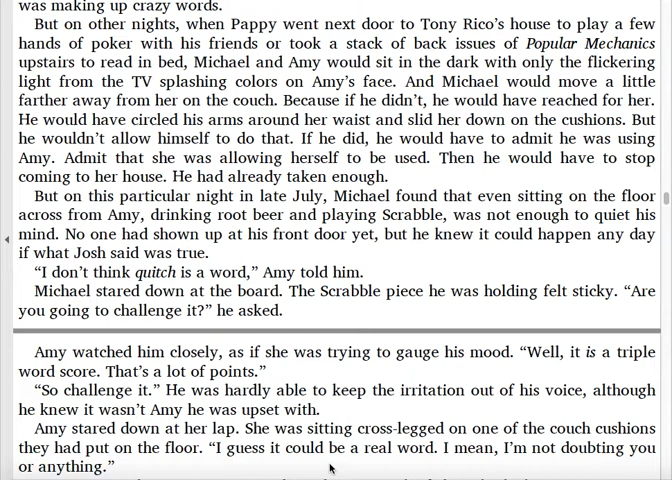 was making up crazy words.
But on other nights, when Pappy went next door to Tony Rico’s house to play a few
hands of poker with his friends or took a stack of back issues of Popular Mechanics
upstairs to read in bed, Michael and Amy would sit in the dark with only the flickering
light from the TV splashing colors on Amy’s face. And Michael would move a little
farther away from her on the couch. Because if he didn’t, he would have reached for her.
He would have circled his arms around her waist and slid her down on the cushions. But
he wouldn’t allow himself to do that. If he did, he would have to admit he was using
Amy. Admit that she was allowing herself to be used. Then he would have to stop
coming to her house. He had already taken enough.
But on this particular night in late July, Michael found that even sitting on the floor
across from Amy, drinking root beer and playing Scrabble, was not enough to quiet his
mind. No one had shown up at his front door yet, but he knew it could happen any day
if what Josh said was true.
“I don’t think quitch is a word,” Amy told him.
Michael stared down at the board. The Scrabble piece he was holding felt sticky. “Are
you going to challenge it?” he asked.
Amy watched him closely, as if she was trying to gauge his mood. “Well, it is a triple
word score. That’s a lot of points.”
“So challenge it.” He was hardly able to keep the irritation out of his voice, although
he knew it wasn’t Amy he was upset with.
Amy stared down at her lap. She was sitting cross-legged on one of the couch cushions
they had put on the floor. “I guess it could be a real word. I mean, I’m not doubting you
or anything.”